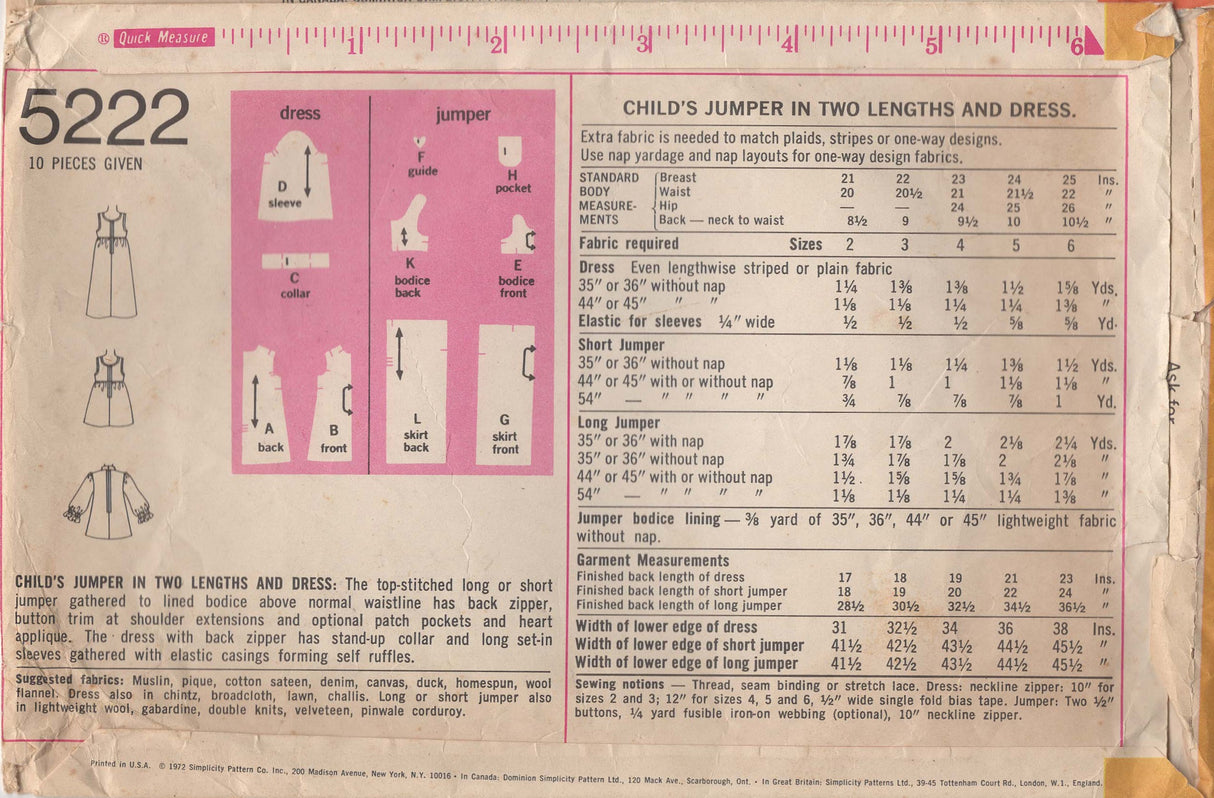 ® Quick Measure 1 2 3 4 5 6
5222
10 PIECES GIVEN
dress
jumper
D
sleeve
C
collar
A
back
B
front
F
guide
H
pocket
K
bodice
back
E
bodice
front
L
skirt
back
G
skirt
front
CHILD'S JUMPER IN TWO LENGTHS AND DRESS: The top-stitched long or short
jumper gathered to lined bodice above normal waistline has back zipper,
button trim at shoulder extensions and optional patch pockets and heart
applique. The dress with back zipper has stand-up collar and long set-in
sleeves gathered with elastic casings forming self ruffles.
Suggested fabrics: Muslin, pique, cotton sateen, denim, canvas, duck, homespun, wool
flannel. Dress also in chintz, broadcloth, lawn, challis. Long or short jumper also
in lightweight wool, gabardine, double knits, velveteen, pinwale corduroy.
CHILD'S JUMPER IN TWO LENGTHS AND DRESS.
Extra fabric is needed to match plaids, stripes or one-way designs.
Use nap yardage and nap layouts for one-way design fabrics.
STANDARD Breast 21 22 23 24 25 Ins.
BODY Waist 20 20½ 21 21½ 22 "
MEASURE- Hip — — 24 25 26 "
MENTS Back — neck to waist 8½ 9 9½ 10 10½ "
Fabric required Sizes 2 3 4 5 6
Dress Even lengthwise striped or plain fabric
35" or 36" without nap 1¼ 1⅜ 1⅜ 1½ 1⅝ Yds.
44" or 45" " " 1⅛ 1⅛ 1¼ 1¼ 1⅜ "
Elastic for sleeves ¼" wide ½ ½ ½ ⅝ ⅝ Yd.
Short Jumper
35" or 36" without nap 1⅛ 1⅛ 1¼ 1⅜ 1½ Yds.
44" or 45" with or without nap ⅞ 1 1 1⅛ 1⅛ "
54" — " " " " ¾ ⅞ ⅞ ⅞ 1 Yd.
Long Jumper
35" or 36" with nap 1⅞ 1⅞ 2 2⅛ 2¼ Yds.
35" or 36" without nap 1¾ 1⅞ 1⅞ 2 2⅛ "
44" or 45" with or without nap 1½ 1⅝ 1⅝ 1¾ 1⅞ "
54" — " " " " 1⅛ 1⅛ 1¼ 1¼ 1⅜ "
Jumper bodice lining — ⅜ yard of 35", 36", 44" or 45" lightweight fabric
without nap.
Garment Measurements
Finished back length of dress 17 18 19 21 23 Ins.
Finished back length of short jumper 18 19 20 22 24 "
Finished back length of long jumper 28½ 30½ 32½ 34½ 36½ "
Width of lower edge of dress 31 32½ 34 36 38 Ins.
Width of lower edge of short jumper 41½ 42½ 43½ 44½ 45½ "
Width of lower edge of long jumper 41½ 42½ 43½ 44½ 45½ "
Sewing notions — Thread, seam binding or stretch lace. Dress: neckline zipper: 10" for
sizes 2 and 3; 12" for sizes 4, 5 and 6, ½" wide single fold bias tape. Jumper: Two ½"
buttons, ¼ yard fusible iron-on webbing (optional), 10" neckline zipper.
Ask for
Printed in U.S.A. © 1972 Simplicity Pattern Co. Inc., 200 Madison Avenue, New York, N.Y. 10016 • In Canada: Dominion Simplicity Pattern Ltd., 120 Mack Ave., Scarborough, Ont. • In Great Britain: Simplicity Patterns Ltd., 39-45 Tottenham Court Rd., London, W.1., England.